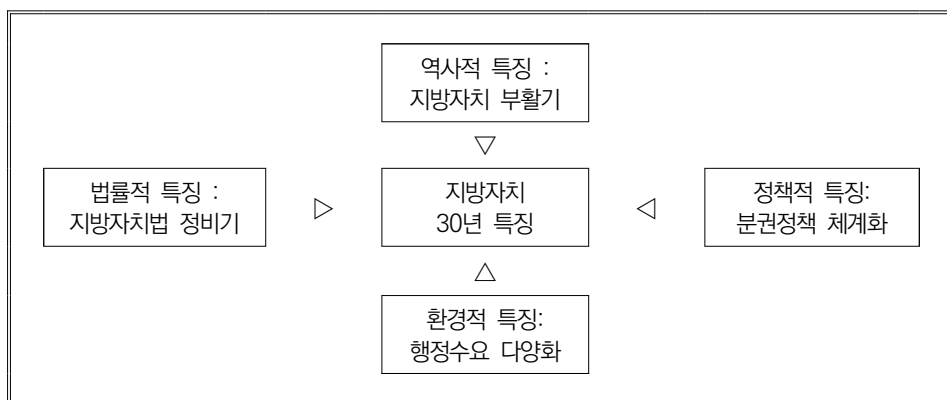 역사적 특징 :
지방자치 부활기
▽
법률적 특징 :
지방자치법 정비기
▷
지방자치
30년 특징
◁
정책적 특징:
분권정책 체계화
△
환경적 특징:
행정수요 다양화